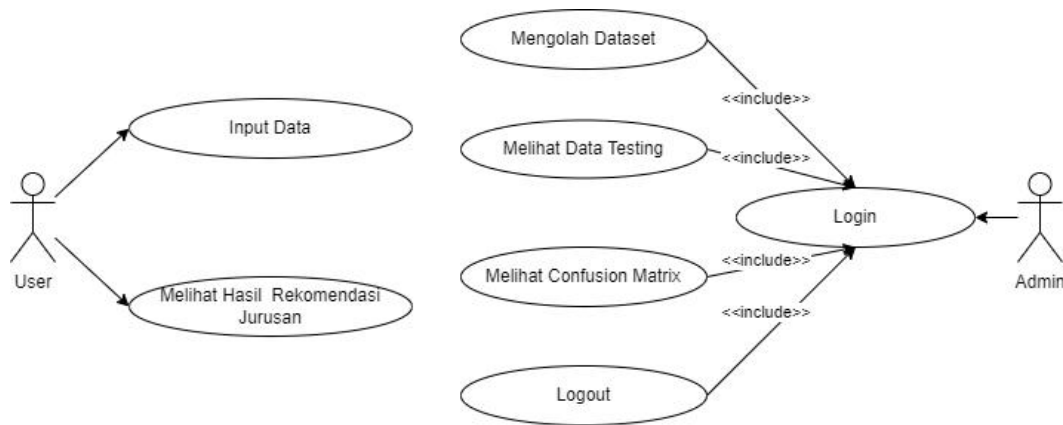 Mengolah Dataset
<<include>>
Input Data
Melihat Data Testing
<<include>>
Login
User
Admin
Melihat Confusion Matrix
<<include>>
Melihat Hasil Rekomendasi
Jurusan
<<include>>
Logout